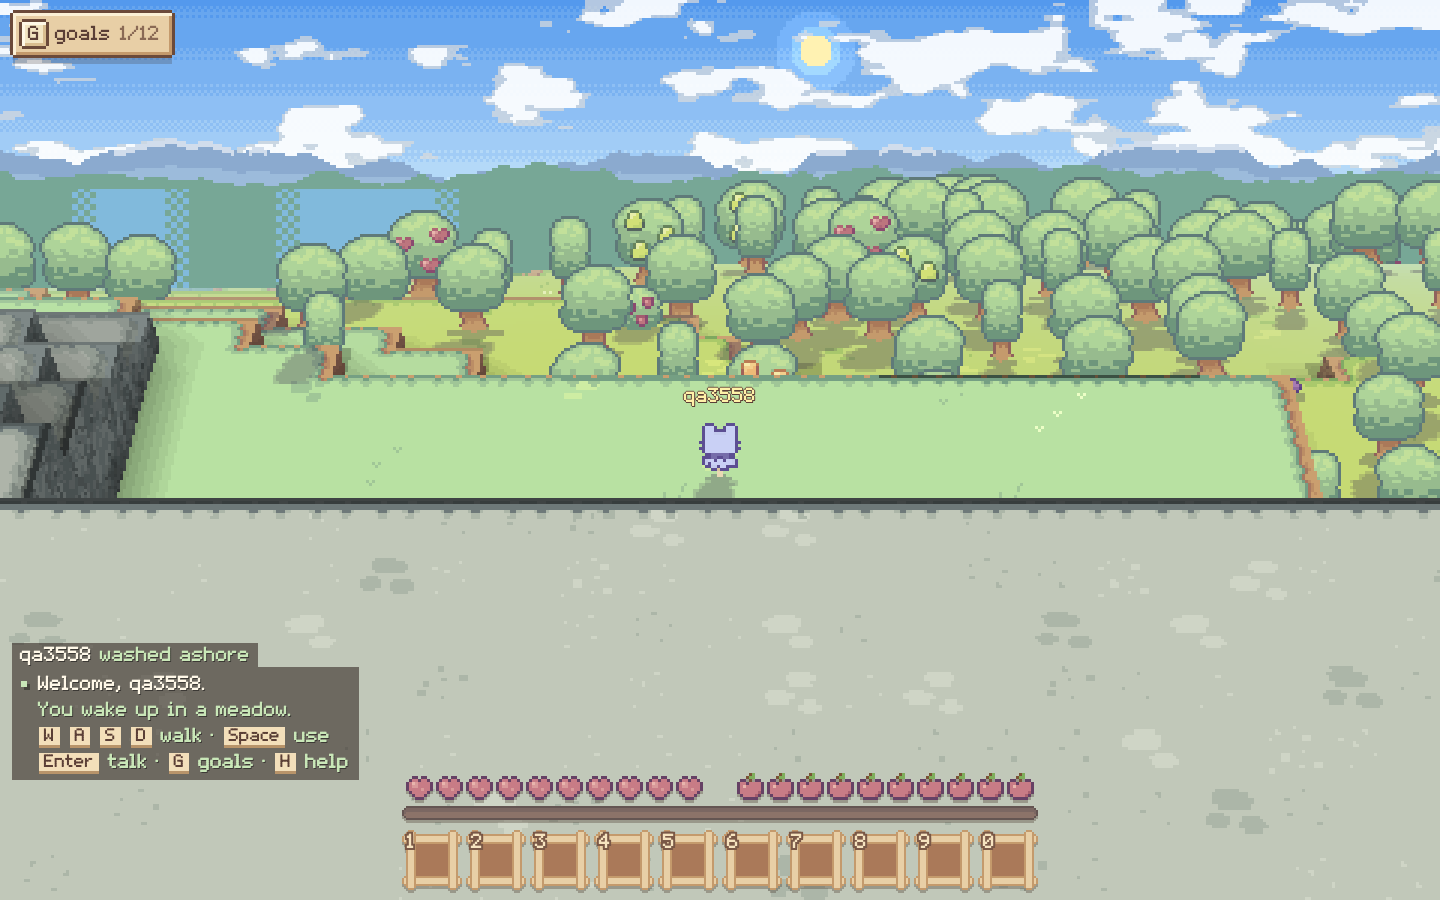 G goals 1/12
qa3558
qa3558 washed ashore
Welcome, qa3558.
You wake up in a meadow.
W A S D walk · Space use
Enter talk · G goals · H help
1 2 3 4 5 6 7 8 9 0